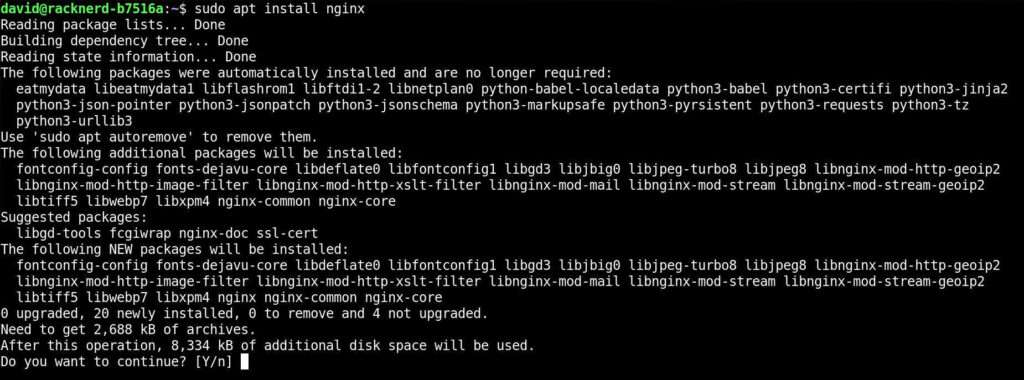 david@racknerd-b7516a:~$ sudo apt install nginx
Reading package lists... Done
Building dependency tree... Done
Reading state information... Done
The following packages were automatically installed and are no longer required:
  eatmydata libeatmydata1 libflashrom1 libftdi1-2 libnetplan0 python-babel-localedata python3-babel python3-certifi python3-jinja2
  python3-json-pointer python3-jsonpatch python3-jsonschema python3-markupsafe python3-pyrsistent python3-requests python3-tz
  python3-urllib3
Use 'sudo apt autoremove' to remove them.
The following additional packages will be installed:
  fontconfig-config fonts-dejavu-core libdeflate0 libfontconfig1 libgd3 libjbig0 libjpeg-turbo8 libjpeg8 libnginx-mod-http-geoip2
  libnginx-mod-http-image-filter libnginx-mod-http-xslt-filter libnginx-mod-mail libnginx-mod-stream libnginx-mod-stream-geoip2
  libtiff5 libwebp7 libxpm4 nginx-common nginx-core
Suggested packages:
  libgd-tools fcgiwrap nginx-doc ssl-cert
The following NEW packages will be installed:
  fontconfig-config fonts-dejavu-core libdeflate0 libfontconfig1 libgd3 libjbig0 libjpeg-turbo8 libjpeg8 libnginx-mod-http-geoip2
  libnginx-mod-http-image-filter libnginx-mod-http-xslt-filter libnginx-mod-mail libnginx-mod-stream libnginx-mod-stream-geoip2
  libtiff5 libwebp7 libxpm4 nginx nginx-common nginx-core
0 upgraded, 20 newly installed, 0 to remove and 4 not upgraded.
Need to get 2,688 kB of archives.
After this operation, 8,334 kB of additional disk space will be used.
Do you want to continue? [Y/n]